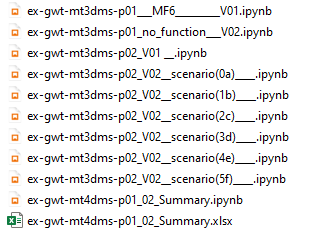 ex-gwt-mt3dms-p01___MF6________V01.ipynb
ex-gwt-mt3dms-p01_no_function___V02.ipynb
ex-gwt-mt3dms-p02_V01 __.ipynb
ex-gwt-mt3dms-p02_V02__scenario(0a)____.ipynb
ex-gwt-mt3dms-p02_V02__scenario(1b)____.ipynb
ex-gwt-mt3dms-p02_V02__scenario(2c)____.ipynb
ex-gwt-mt3dms-p02_V02__scenario(3d)____.ipynb
ex-gwt-mt3dms-p02_V02__scenario(4e)____.ipynb
ex-gwt-mt3dms-p02_V02__scenario(5f)____.ipynb
ex-gwt-mt4dms-p01_02_Summary.ipynb
ex-gwt-mt4dms-p01_02_Summary.xlsx